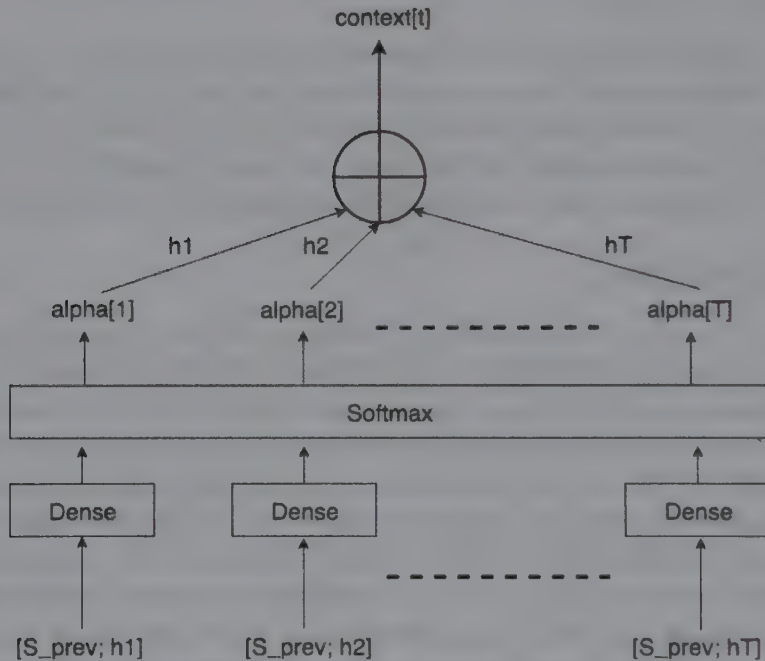 context[t]
h1 h2 hT
alpha[1] alpha[2] alpha[T]
Softmax
Dense Dense Dense
[S_prev; h1] [S_prev; h2] [S_prev; hT]